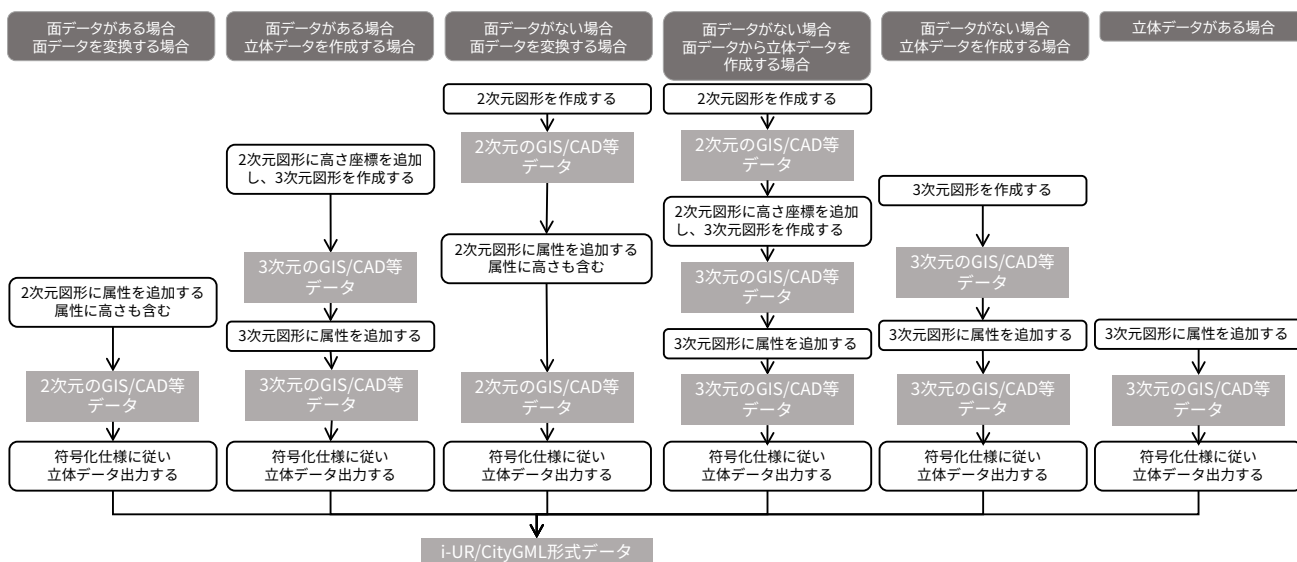 面データがある場合
面データを変換する場合
面データがある場合
立体データを作成する場合
面データがない場合
面データを変換する場合
面データがない場合
面データから立体データを
作成する場合
面データがない場合
立体データを作成する場合
立体データがある場合
2次元図形に属性を追加する
属性に高さも含む
2次元のGIS/CAD等
データ
符号化仕様に従い
立体データ出力する
2次元図形に高さ座標を追加
し、3次元図形を作成する
3次元のGIS/CAD等
データ
3次元図形に属性を追加する
3次元のGIS/CAD等
データ
符号化仕様に従い
立体データ出力する
2次元図形を作成する
2次元のGIS/CAD等
データ
2次元図形に属性を追加する
属性に高さも含む
2次元のGIS/CAD等
データ
符号化仕様に従い
立体データ出力する
2次元図形を作成する
2次元のGIS/CAD等
データ
2次元図形に高さ座標を追加
し、3次元図形を作成する
3次元のGIS/CAD等
データ
3次元図形に属性を追加する
3次元のGIS/CAD等
データ
符号化仕様に従い
立体データ出力する
3次元図形を作成する
3次元のGIS/CAD等
データ
3次元図形に属性を追加する
3次元のGIS/CAD等
データ
符号化仕様に従い
立体データ出力する
3次元図形に属性を追加する
3次元のGIS/CAD等
データ
符号化仕様に従い
立体データ出力する
i-UR/CityGML形式データ